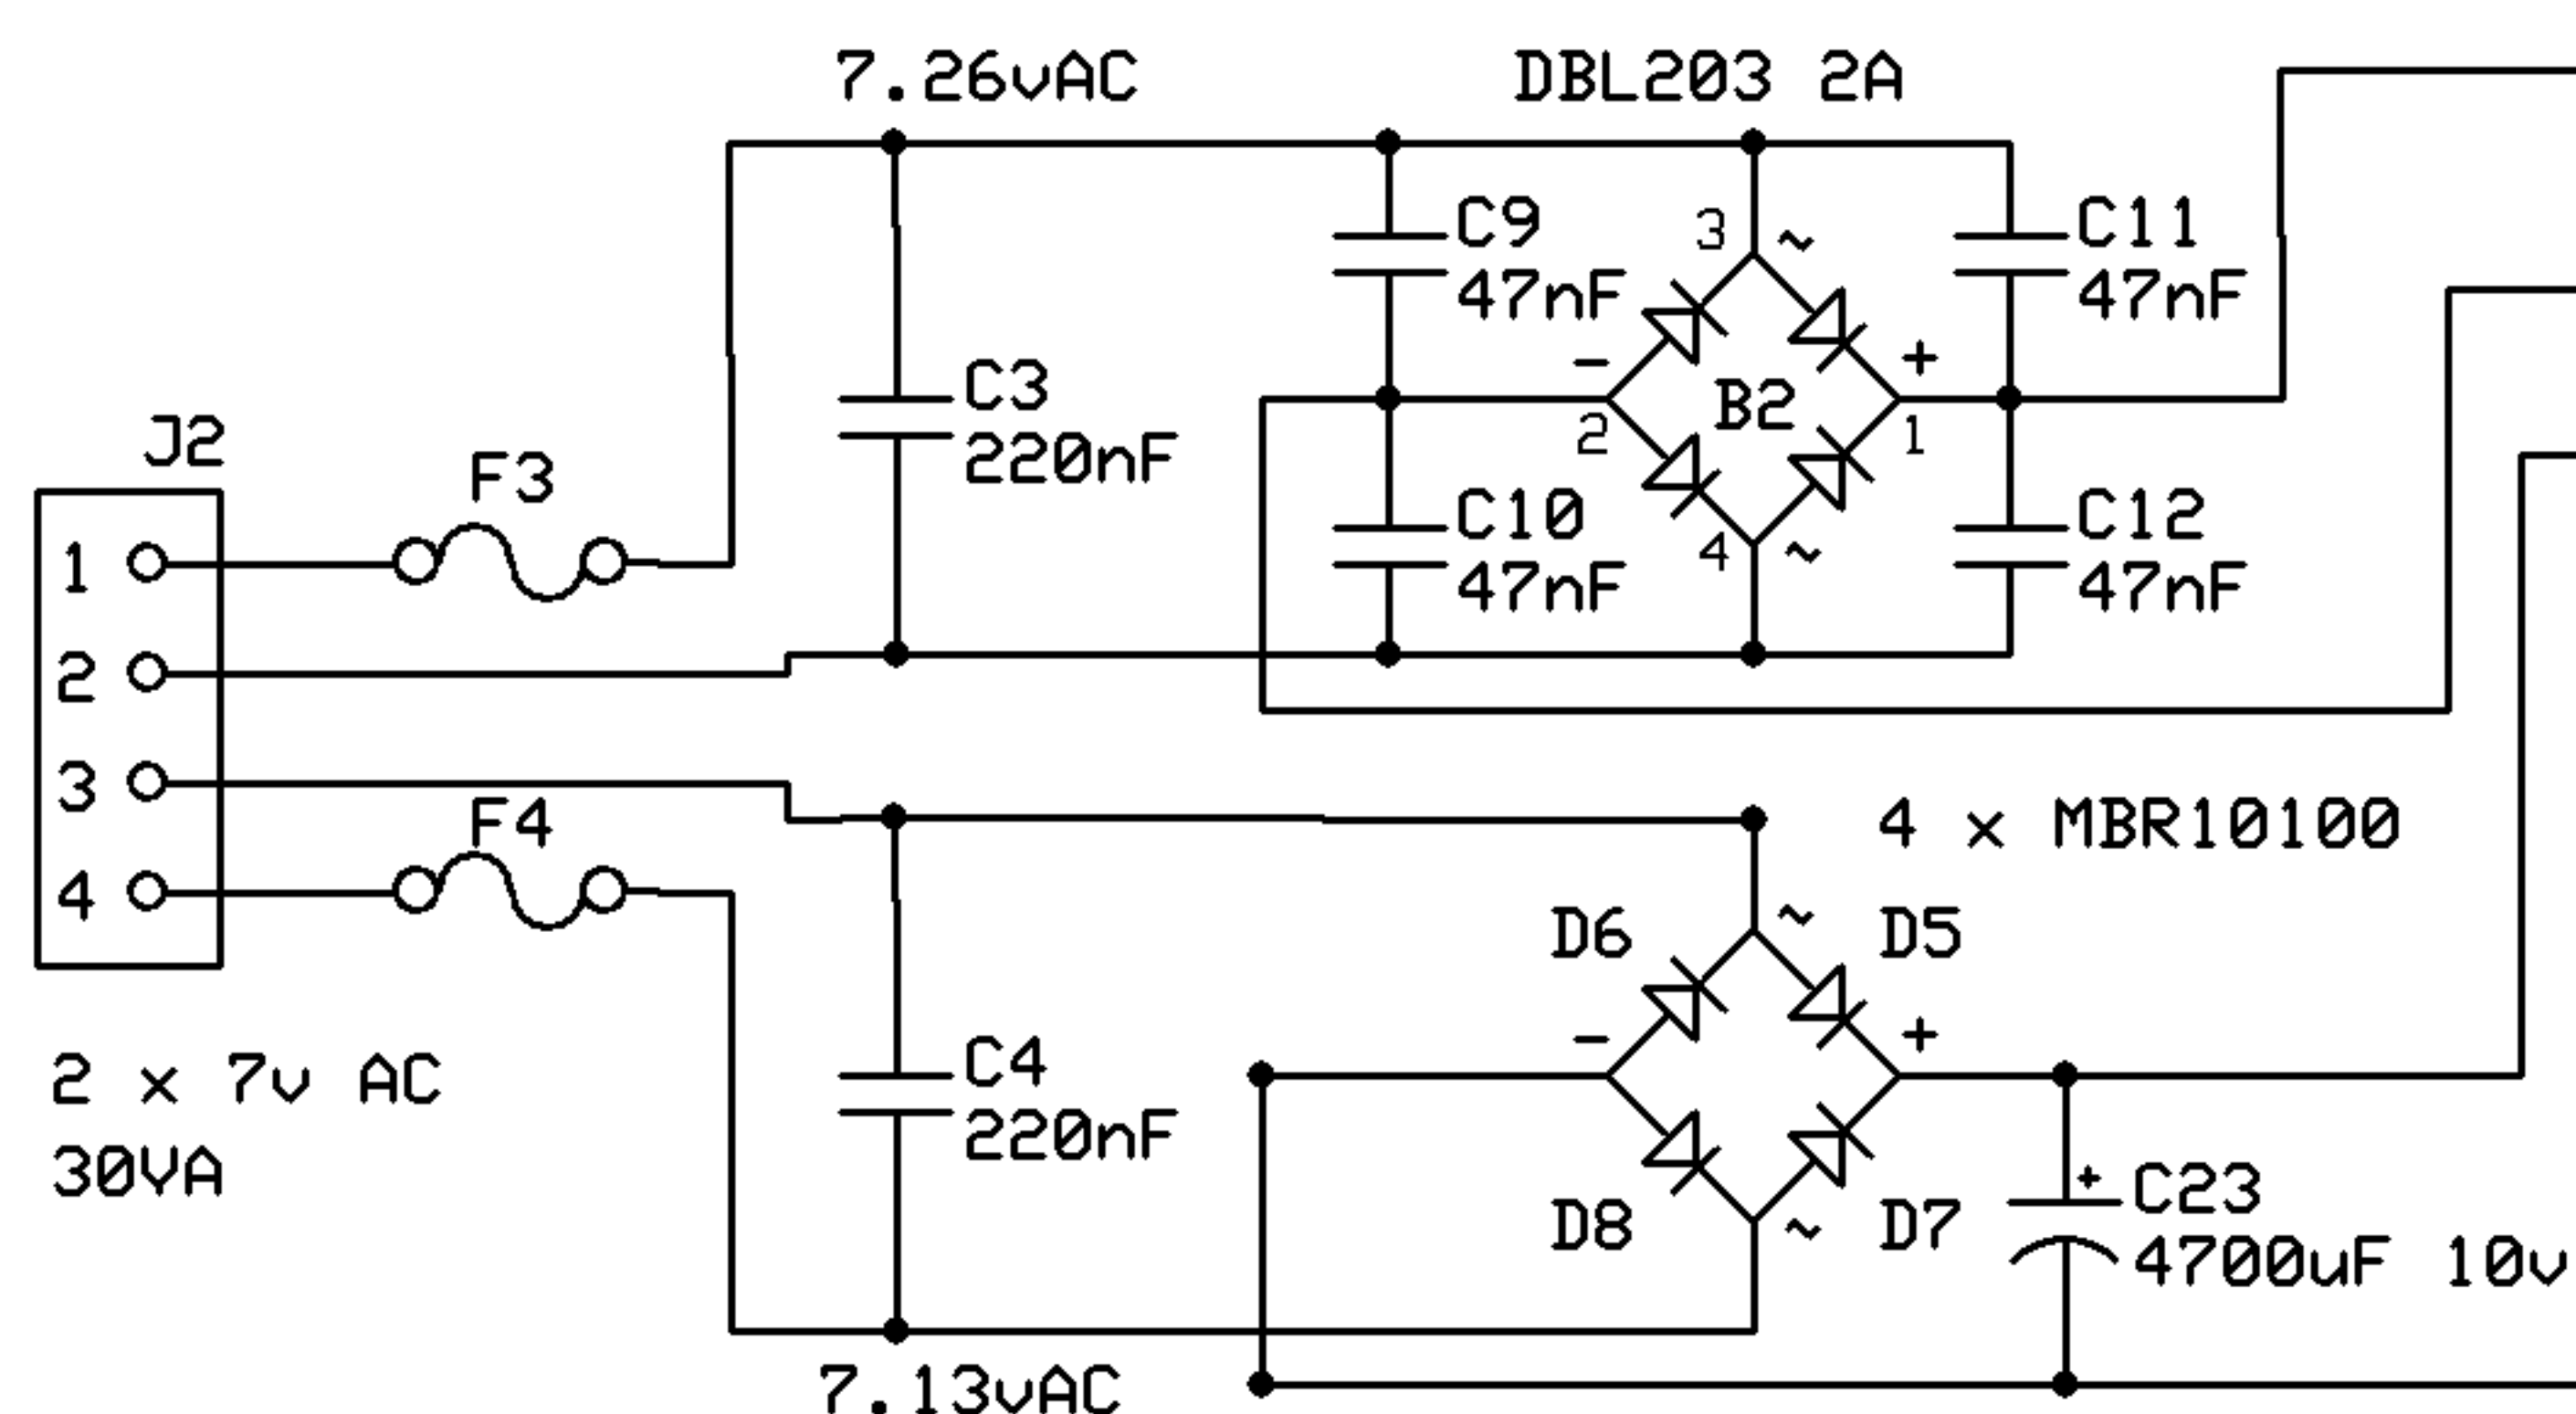 7.26vAC
DBL203 2A
C9
47nF
3
~
C11
47nF
-
+
B2
2
1
C3
220nF
J2
F3
C10
47nF
4
~
C12
47nF
1
2
3
4
F4
4 x MBR10100
D6
~
D5
-
+
2 x 7v AC
30VA
C4
220nF
D8
~
D7
+
C23
4700uF 10v
7.13vAC